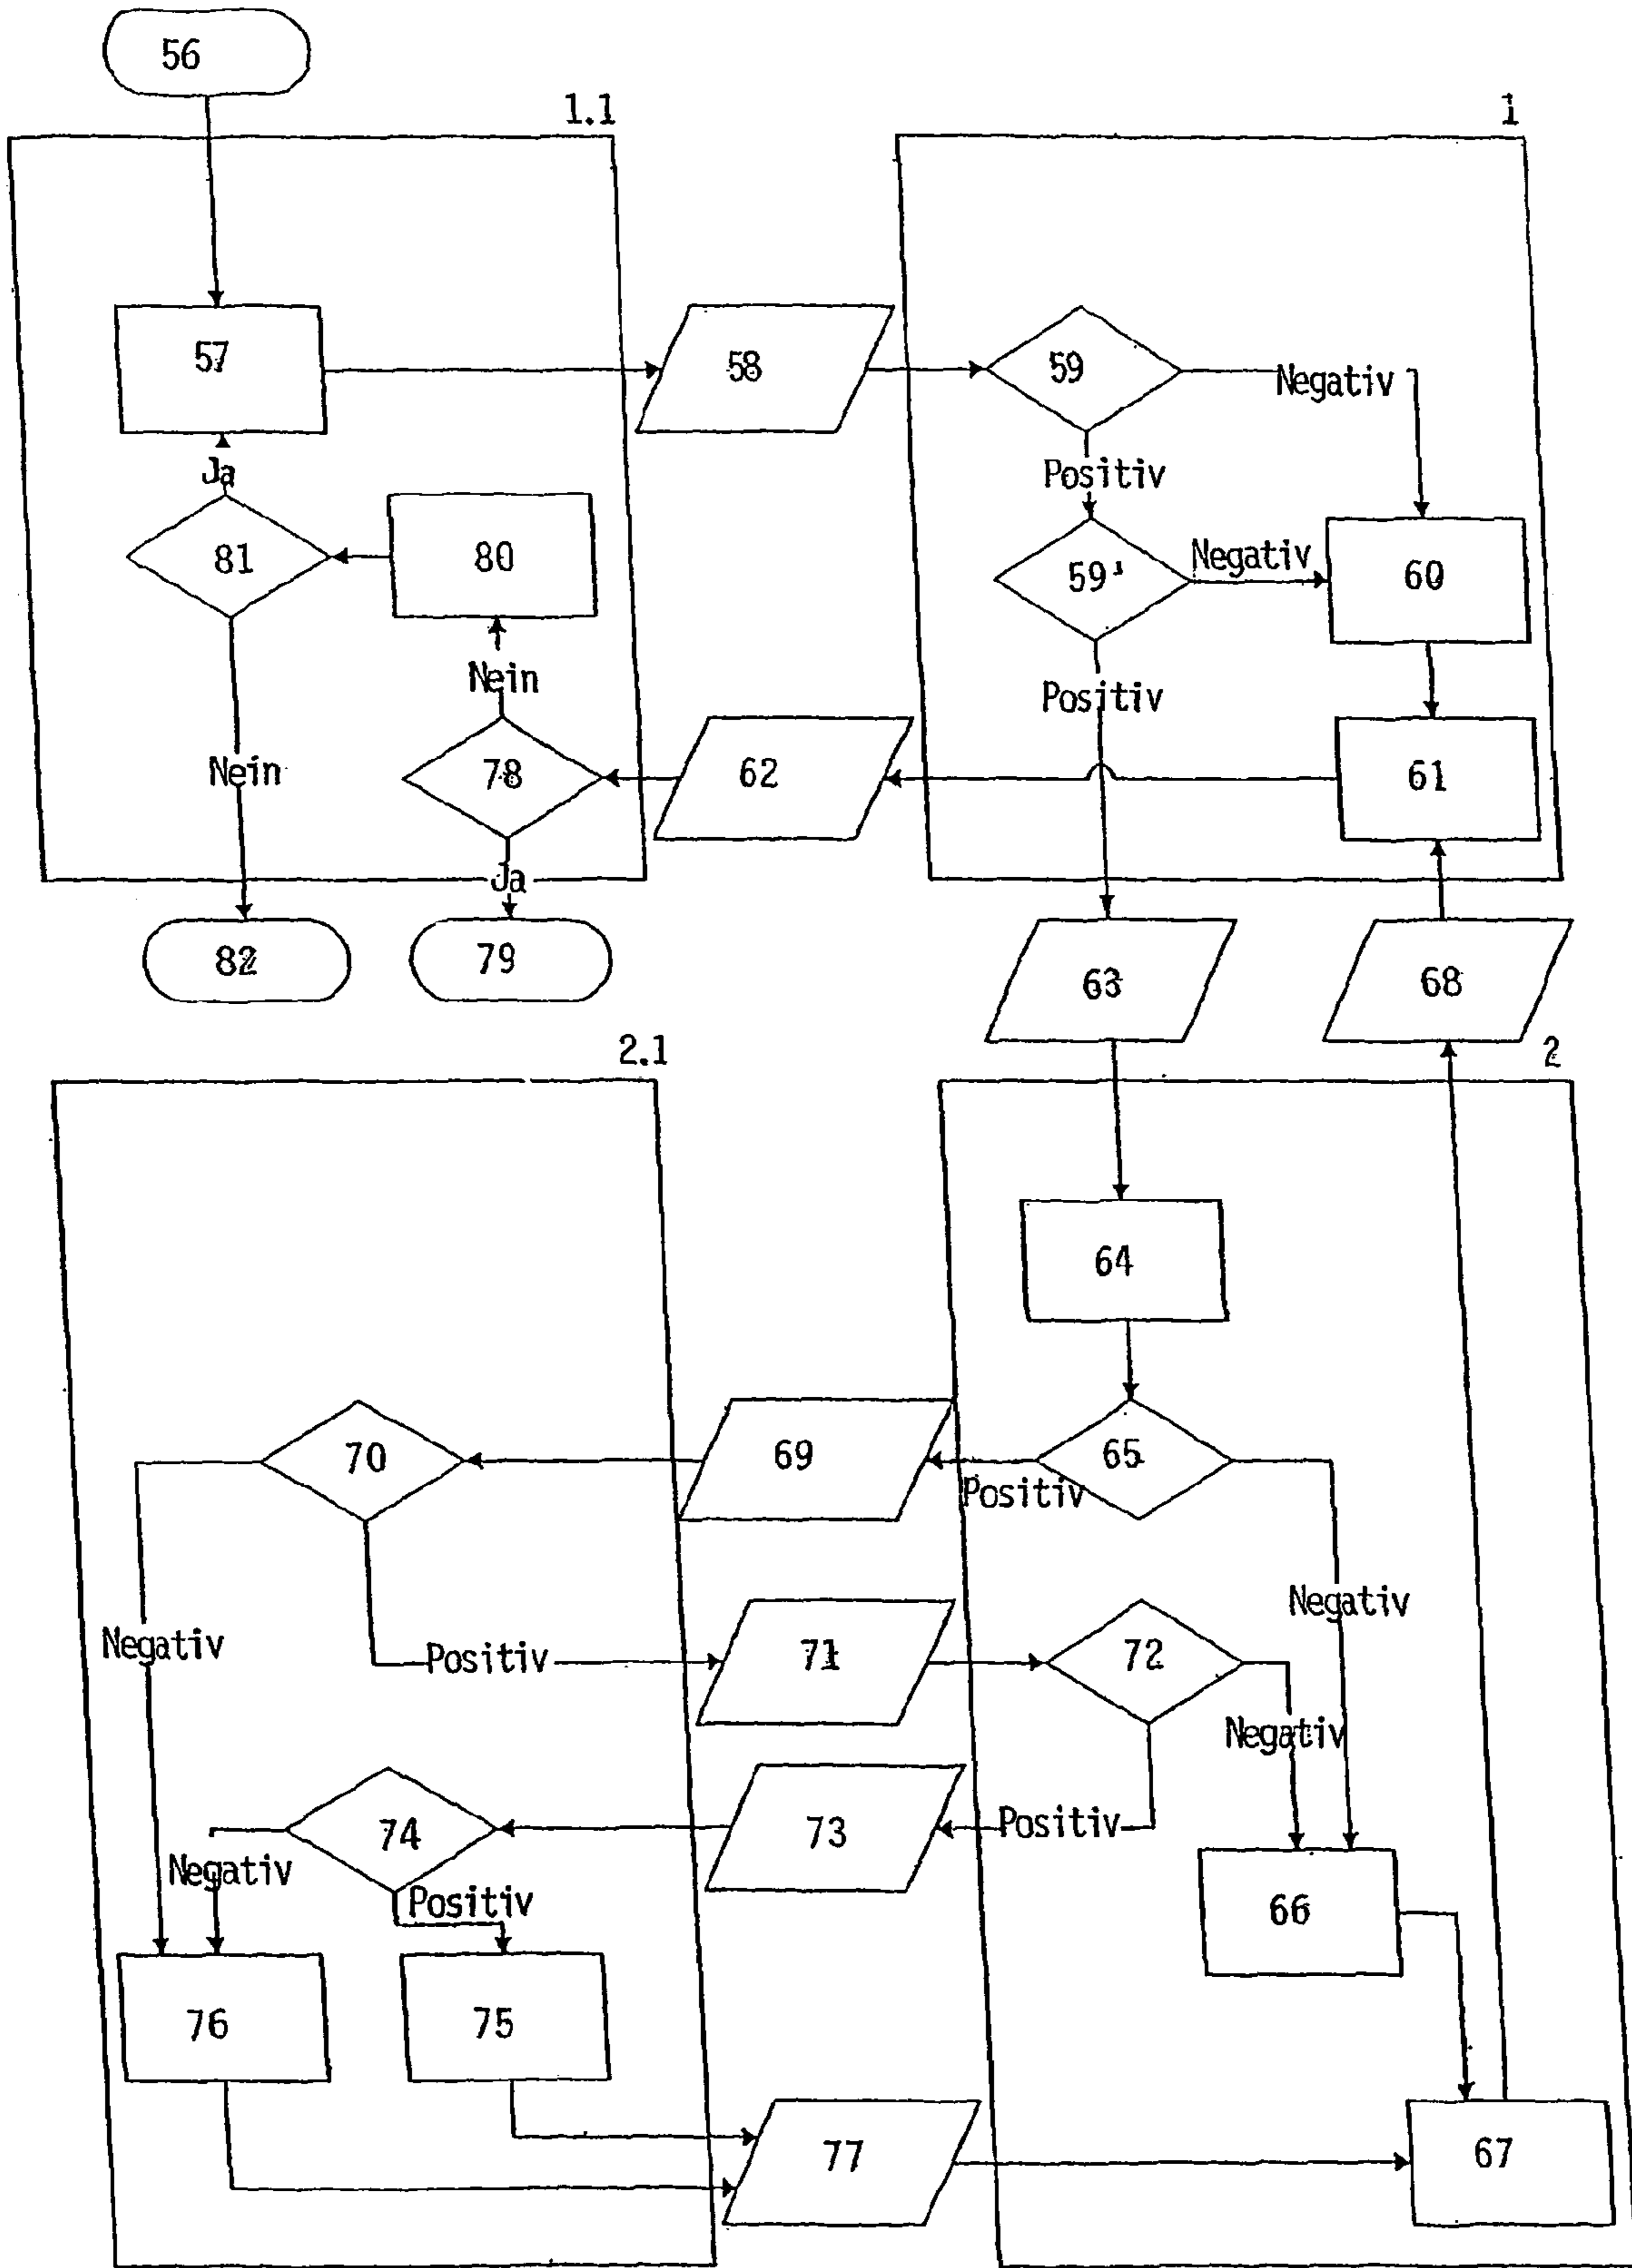 56
1.1
1
57
58
59
Negativ
Ja
Positiv
81
80
59'
Negativ
60
Nein
Positiv
Nein
78
62
61
Ja
82
79
63
68
2.1
2
64
70
69
65
Positiv
Negativ
Negativ
Positiv
71
72
Negativ
74
73
Positiv
Negativ
Positiv
66
76
75
77
67